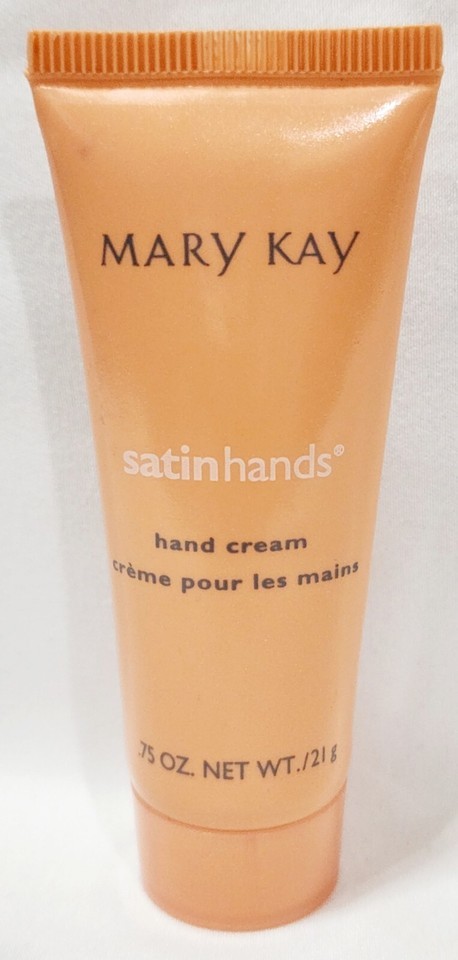 MARY KAY
satinhands®
hand cream
crème pour les mains
.75 OZ. NET WT./21 g